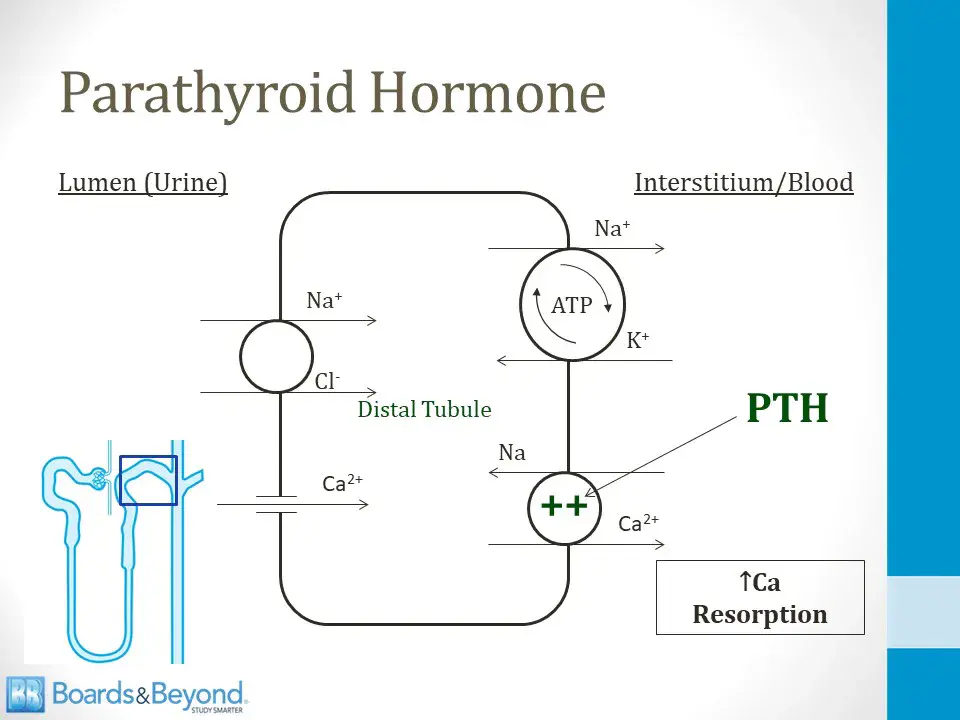 Parathyroid Hormone
Lumen (Urine)
Interstitium/Blood
Na⁺
ATP
K⁺
Na⁺
Cl⁻
Distal Tubule
PTH
Na
++
Ca²⁺
Ca²⁺
↑Ca
Resorption
BB Boards&Beyond.
STUDY SMARTER